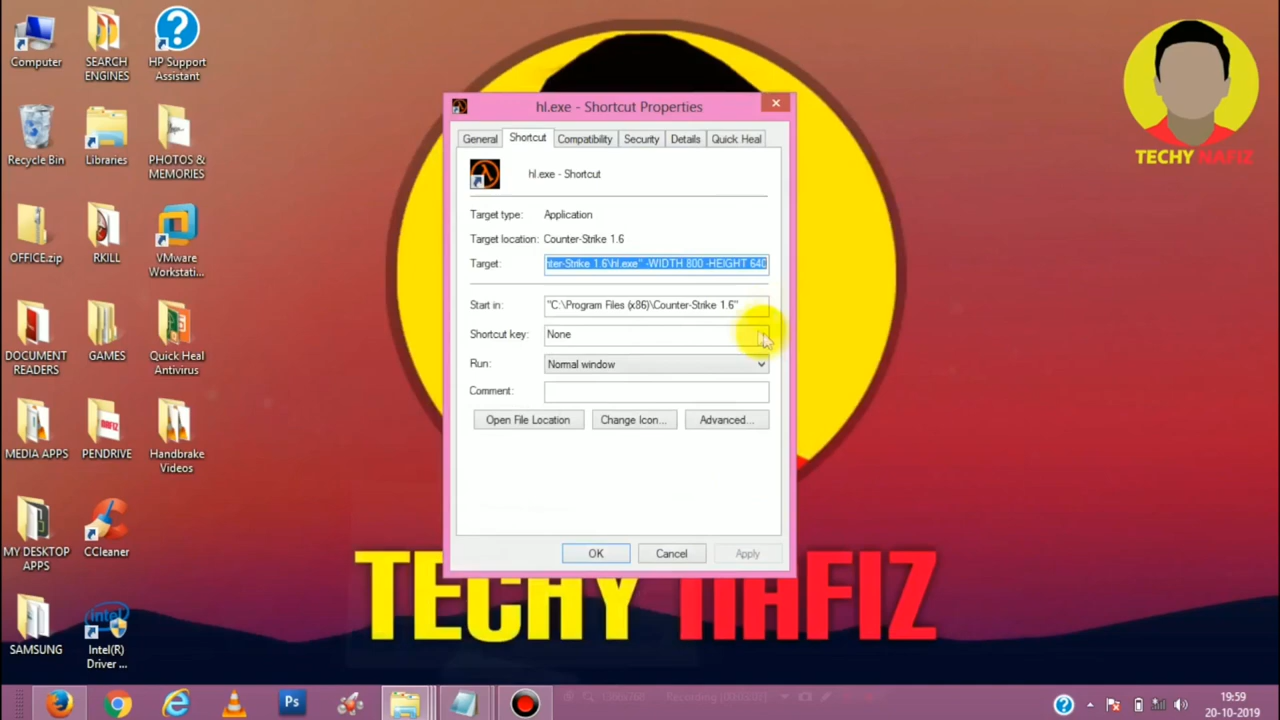 Computer
SEARCH
ENGINES
HP Support
Assistant
Recycle Bin
Libraries
PHOTOS &
MEMORIES
OFFICE.zip
RKILL
VMware
Workstati...
DOCUMENT
READERS
GAMES
Quick Heal
Antivirus
MEDIA APPS
PENDRIVE
Handbrake
Videos
MY DESKTOP
APPS
CCleaner
SAMSUNG
Intel(R)
Driver ...
hl.exe - Shortcut Properties
General Shortcut Compatibility Security Details Quick Heal
hl.exe - Shortcut
Target type: Application
Target location: Counter-Strike 1.6
Target: nter-Strike 1.6\hl.exe" -WIDTH 800 -HEIGHT 640
Start in: "C:\Program Files (x86)\Counter-Strike 1.6"
Shortcut key: None
Run: Normal window
Comment:
Open File Location Change Icon... Advanced...
OK Cancel Apply
TECHY NAFIZ
TECHY NAFIZ
NAFIZ
intel
Ps
Recording
19:59
20-10-2019